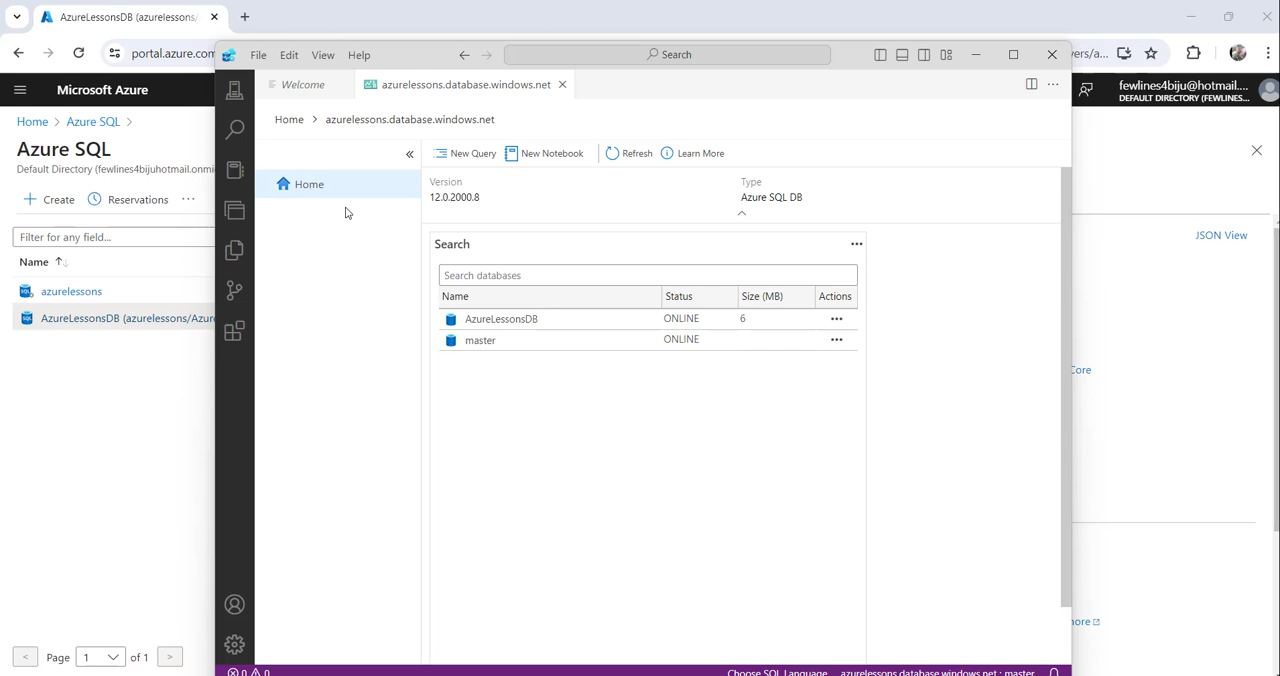 AzureLessonsDB (azurelessons/
portal.azure.com
ers/a...
Microsoft Azure
fewlines4biju@hotmail....
DEFAULT DIRECTORY (FEWLINES...
Home > Azure SQL >
Azure SQL
Default Directory (fewlines4bijuhotmail.onmi
Create Reservations ...
Filter for any field...
Name
azurelessons
AzureLessonsDB (azurelessons/Azur
< Page 1 of 1 >
File Edit View Help Search
Welcome azurelessons.database.windows.net
Home > azurelessons.database.windows.net
Home
New Query New Notebook Refresh Learn More
Version Type
12.0.2000.8 Azure SQL DB
Search
Search databases
Name Status Size (MB) Actions
AzureLessonsDB ONLINE 6
master ONLINE
0 0 Choose SQL Language azurelessons.database.windows.net : master
JSON View
Core
more